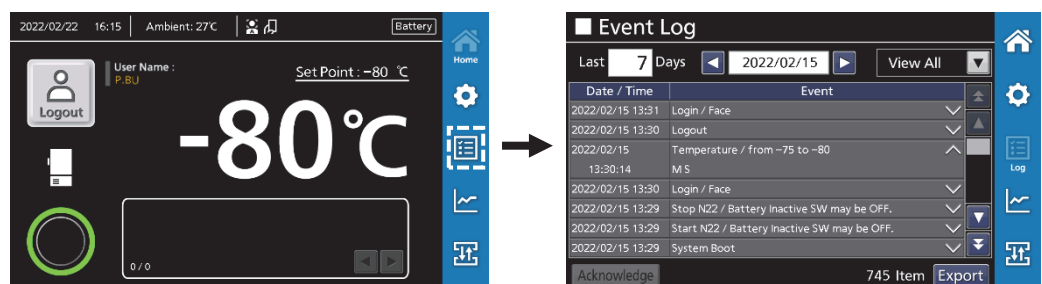 2022/02/22 16:15 Ambient: 27℃ Battery
Home
User Name :
P.BU
Set Point : −80 ℃
Logout
-80℃
0/0
Event Log
Last 7 Days 2022/02/15 View All
Date / Time Event
2022/02/15 13:31 Login / Face
2022/02/15 13:30 Logout
2022/02/15 Temperature / from −75 to −80
13:30:14 M S
2022/02/15 13:30 Login / Face
2022/02/15 13:29 Stop N22 / Battery Inactive SW may be OFF.
2022/02/15 13:29 Start N22 / Battery Inactive SW may be OFF.
2022/02/15 13:29 System Boot
Log
Acknowledge 745 Item Export